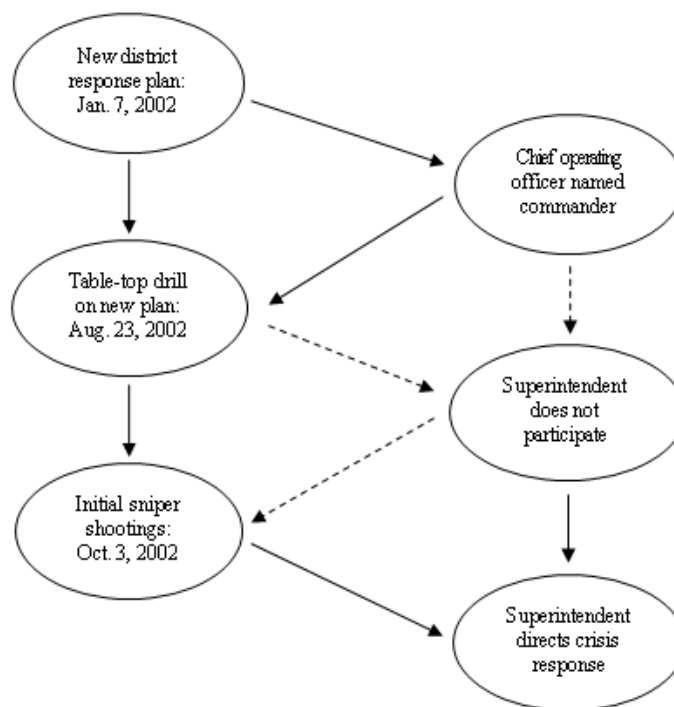 New district
response plan:
Jan. 7, 2002
Chief operating
officer named
commander
Table-top drill
on new plan:
Aug. 23, 2002
Superintendent
does not
participate
Initial sniper
shootings:
Oct. 3, 2002
Superintendent
directs crisis
response